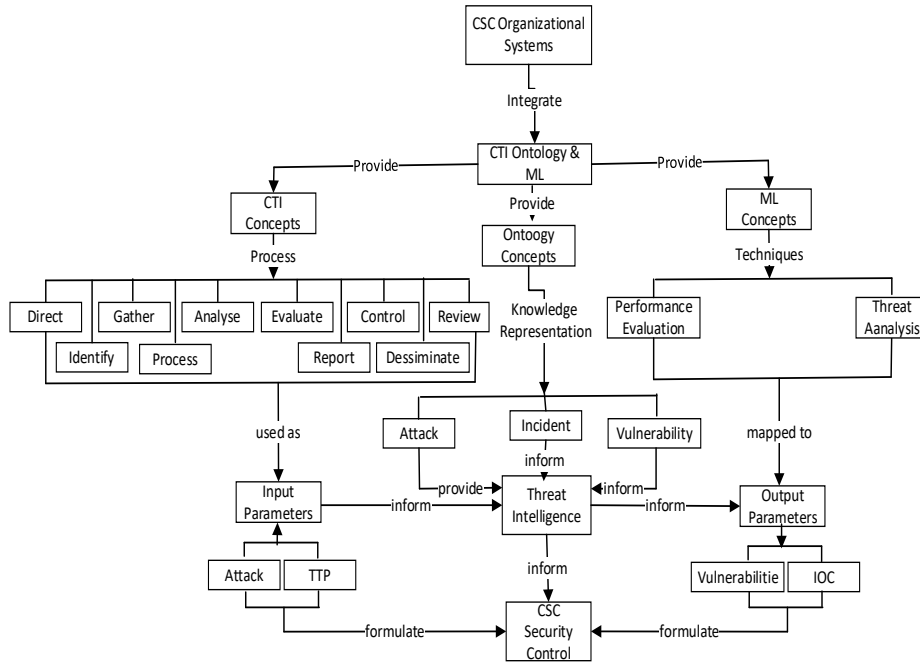 CSC Organizational
Systems
Integrate
CTI Ontology &
ML
Provide
Provide
Provide
CTI
Concepts
Ontoogy
Concepts
ML
Concepts
Process
Techniques
Direct
Gather
Analyse
Evaluate
Control
Review
Identify
Process
Report
Dessiminate
Knowledge
Representation
Performance
Evaluation
Threat
Aanalysis
used as
Attack
Incident
Vulnerability
mapped to
inform
provide
inform
Input
Parameters
inform
Threat
Intelligence
inform
Output
Parameters
Attack
TTP
inform
Vulnerabilitie
IOC
formulate
CSC
Security
Control
formulate